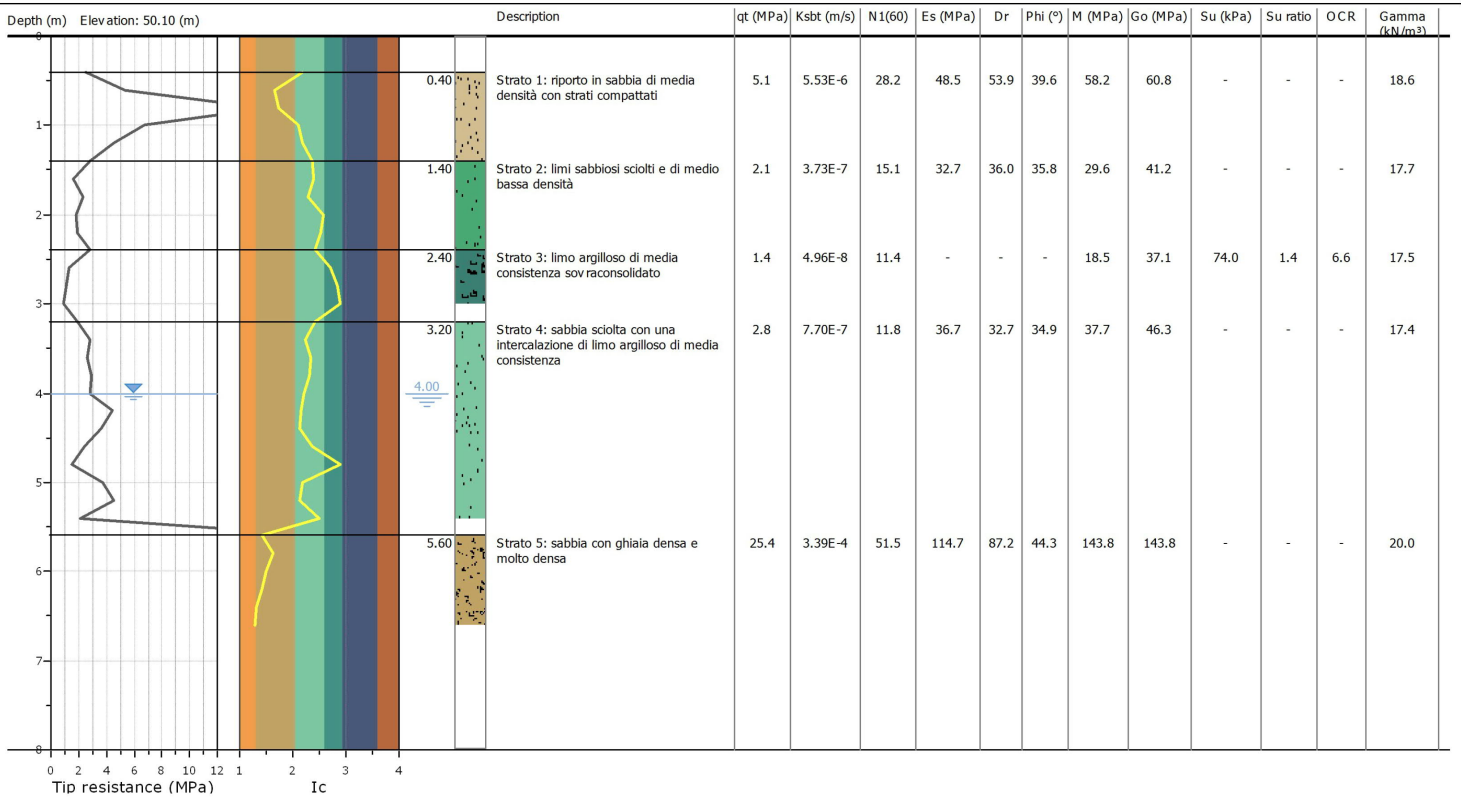 Depth (m) Elevation: 50.10 (m)
Description
qt (MPa) Ksbt (m/s) N1(60) Es (MPa) Dr Phi (º) M (MPa) Go (MPa) Su (kPa) Su ratio OCR Gamma
(kN/m³)
0
0.40 Strato 1: riporto in sabbia di media 5.1 5.53E-6 28.2 48.5 53.9 39.6 58.2 60.8 - - - 18.6
densità con strati compattati
1
1.40 Strato 2: limi sabbiosi sciolti e di medio 2.1 3.73E-7 15.1 32.7 36.0 35.8 29.6 41.2 - - - 17.7
bassa densità
2
2.40 Strato 3: limo argilloso di media 1.4 4.96E-8 11.4 - - - 18.5 37.1 74.0 1.4 6.6 17.5
consistenza sovraconsolidato
3
3.20 Strato 4: sabbia sciolta con una 2.8 7.70E-7 11.8 36.7 32.7 34.9 37.7 46.3 - - - 17.4
intercalazione di limo argilloso di media
consistenza
4 4.00
5
5.60 Strato 5: sabbia con ghiaia densa e 25.4 3.39E-4 51.5 114.7 87.2 44.3 143.8 143.8 - - - 20.0
molto densa
6
7
8
0 2 4 6 8 10 12 1 2 3 4
Tip resistance (MPa) Ic